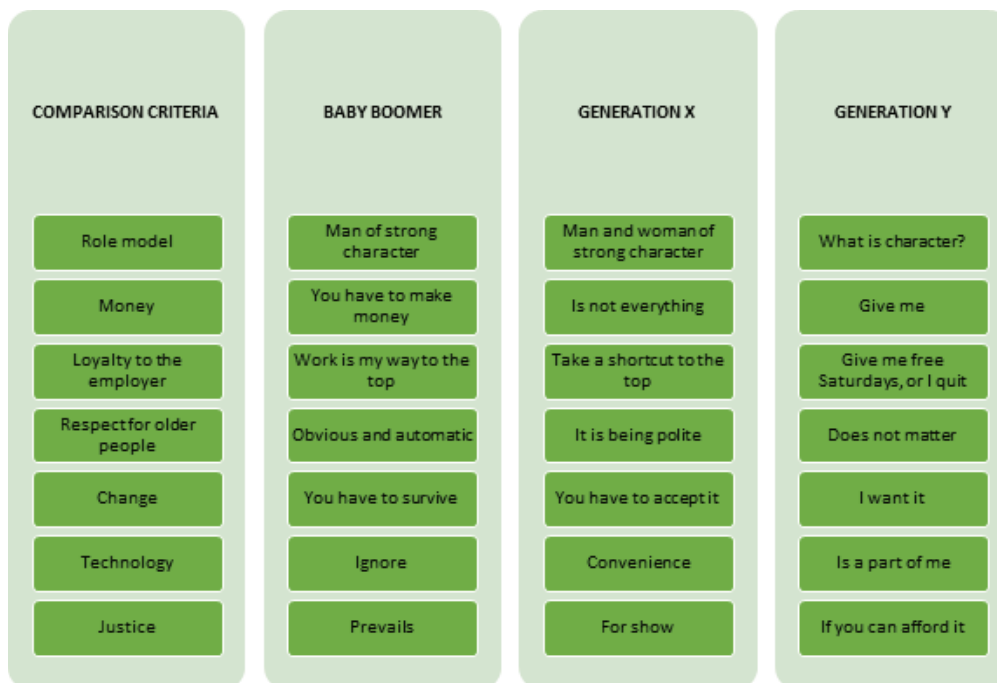 COMPARISON CRITERIA
BABY BOOMER
GENERATION X
GENERATION Y
Role model
Man of strong
character
Man and woman of
strong character
What is character?
Money
You have to make
money
Is not everything
Give me
Loyalty to the
employer
Work is my way to the
top
Take a shortcut to the
top
Give me free
Saturdays, or I quit
Respect for older
people
Obvious and automatic
It is being polite
Does not matter
Change
You have to survive
You have to accept it
I want it
Technology
Ignore
Convenience
Is a part of me
Justice
Prevails
For show
If you can afford it